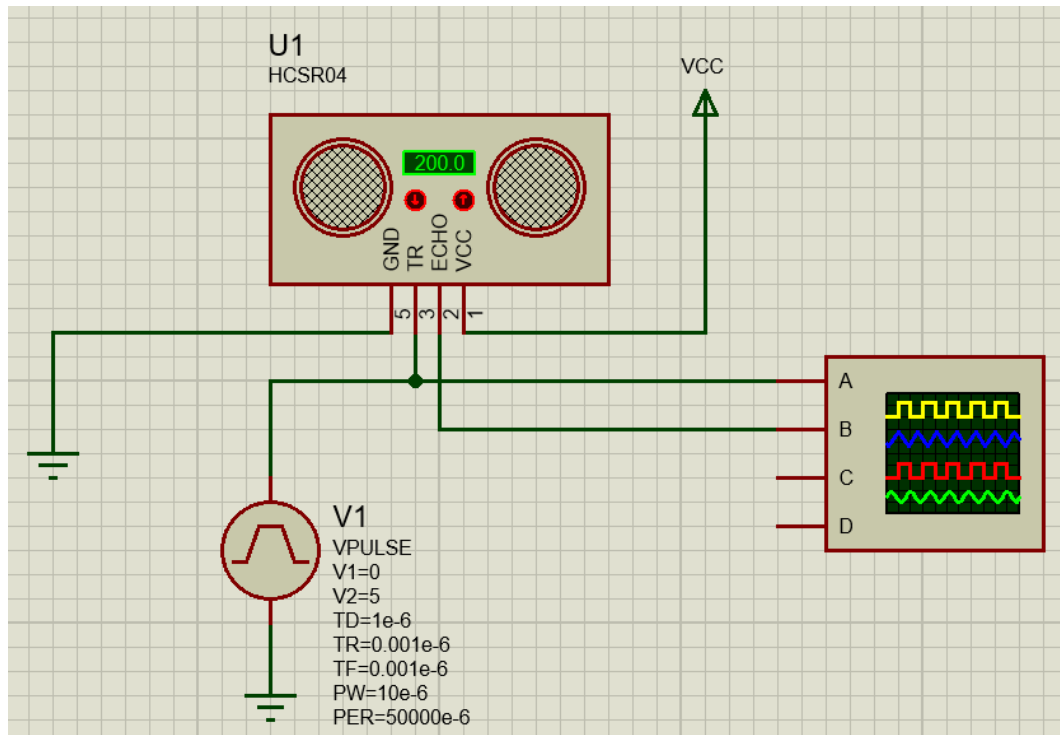 U1
HCSR04
VCC
200.0
GND
TR
ECHO
VCC
5
3
2
1
A
B
C
D
V1
VPULSE
V1=0
V2=5
TD=1e-6
TR=0.001e-6
TF=0.001e-6
PW=10e-6
PER=50000e-6